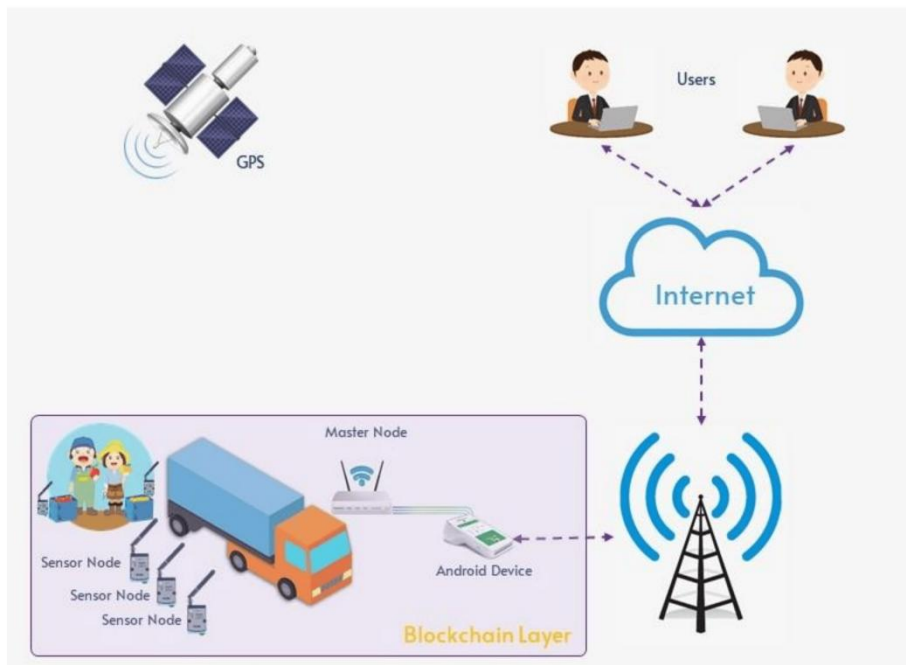 Users
GPS
Internet
Master Node
Sensor Node
Android Device
Sensor Node
Sensor Node
Blockchain Layer